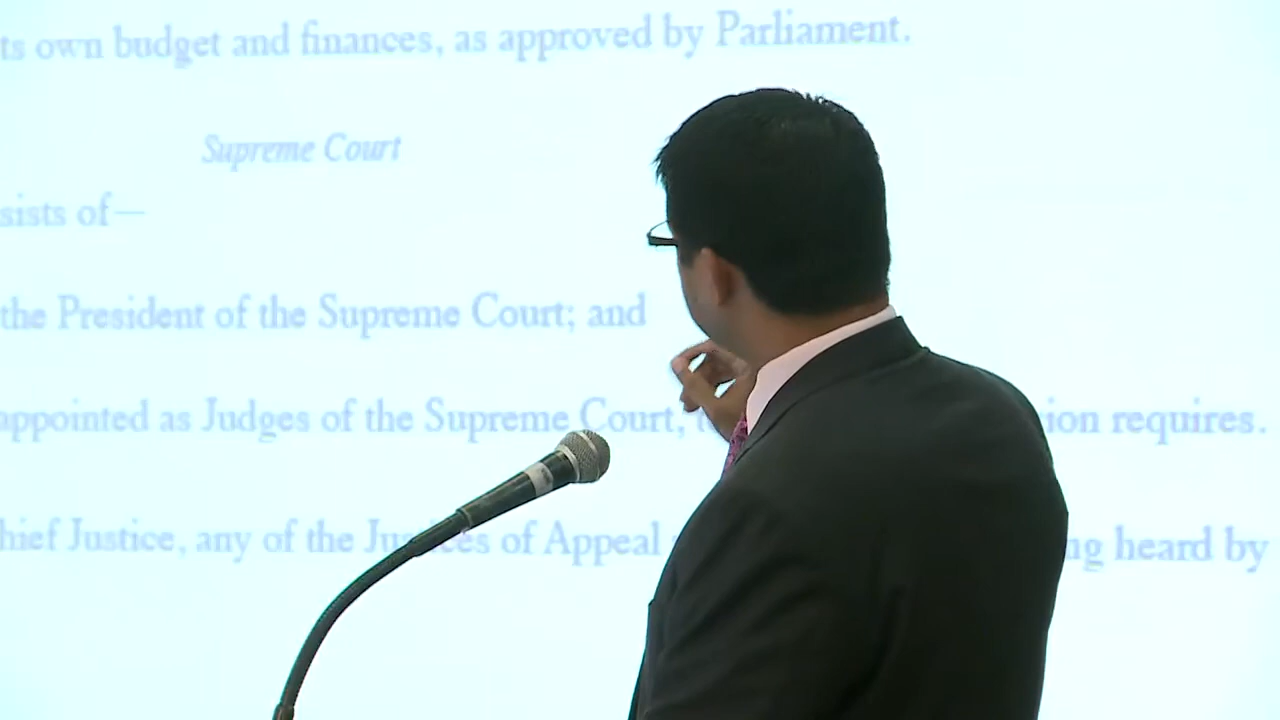 ts own budget and finances, as approved by Parliament.
Supreme Court
sists of—
the President of the Supreme Court; and
appointed as Judges of the Supreme Court, ion requires.
hief Justice, any of the Justices of Appeal ng heard by